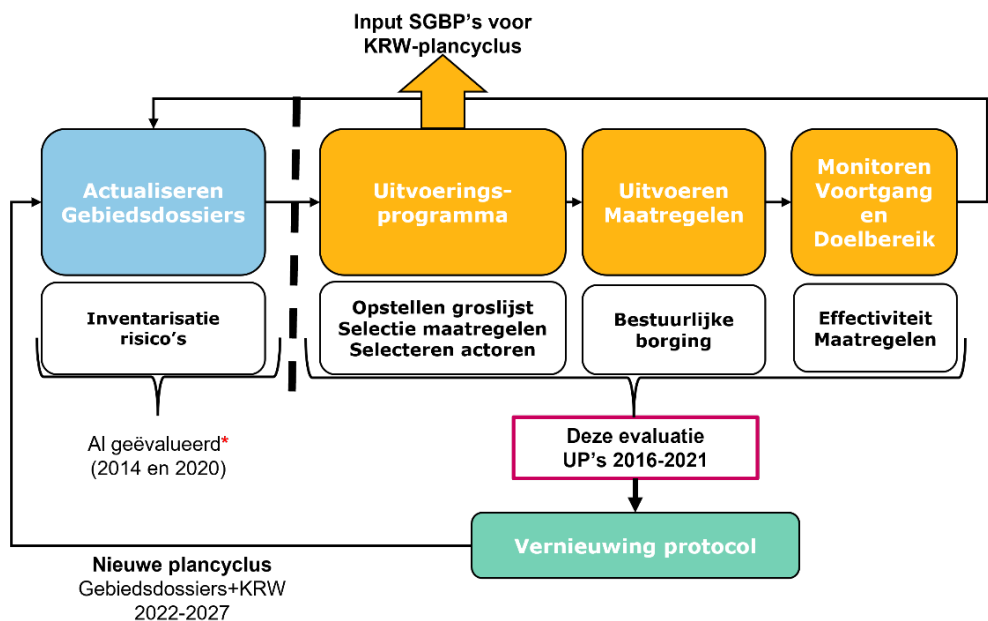 Input SGBP's voor
KRW-plancyclus
Actualiseren
Gebiedsdossiers
Uitvoerings-
programma
Uitvoeren
Maatregelen
Monitoren
Voortgang
en
Doelbereik
Inventarisatie
risico's
Opstellen groslijst
Selectie maatregelen
Selecteren actoren
Bestuurlijke
borging
Effectiviteit
Maatregelen
Al geëvalueerd*
(2014 en 2020)
Deze evaluatie
UP's 2016-2021
Vernieuwing protocol
Nieuwe plancyclus
Gebiedsdossiers+KRW
2022-2027